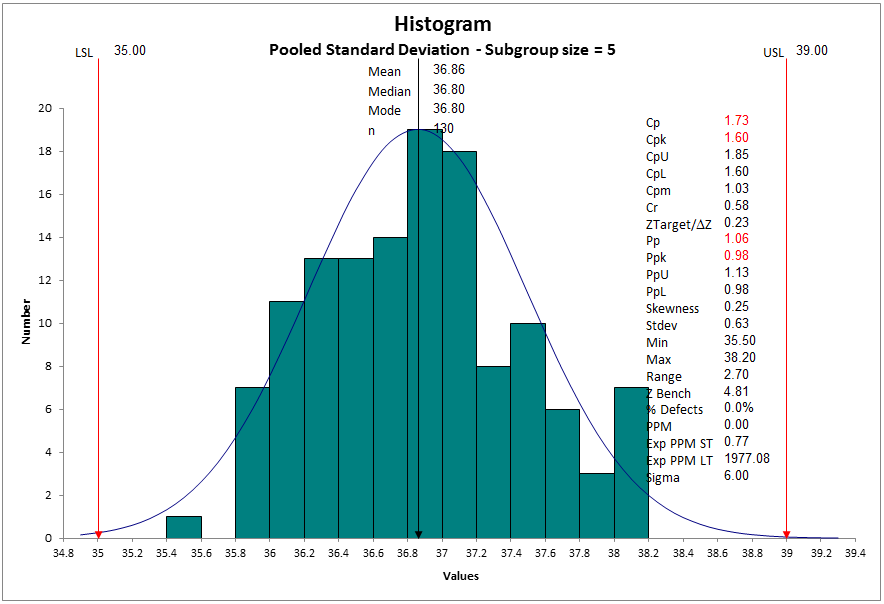 Histogram
LSL 35.00
Pooled Standard Deviation - Subgroup size = 5
USL 39.00
Mean 36.86
Median 36.80
Mode 36.80
n 130
Cp 1.73
Cpk 1.60
CpU 1.85
CpL 1.60
Cpm 1.03
Cr 0.58
ZTarget/ΔZ 0.23
Pp 1.06
Ppk 0.98
PpU 1.13
PpL 0.98
Skewness 0.25
Stdev 0.63
Min 35.50
Max 38.20
Range 2.70
Z Bench 4.81
% Defects 0.0%
PPM 0.00
Exp PPM ST 0.77
Exp PPM LT 1977.08
Sigma 6.00
Number
20
18
16
14
12
10
8
6
4
2
0
34.8 35 35.2 35.4 35.6 35.8 36 36.2 36.4 36.6 36.8 37 37.2 37.4 37.6 37.8 38 38.2 38.4 38.6 38.8 39 39.2 39.4
Values